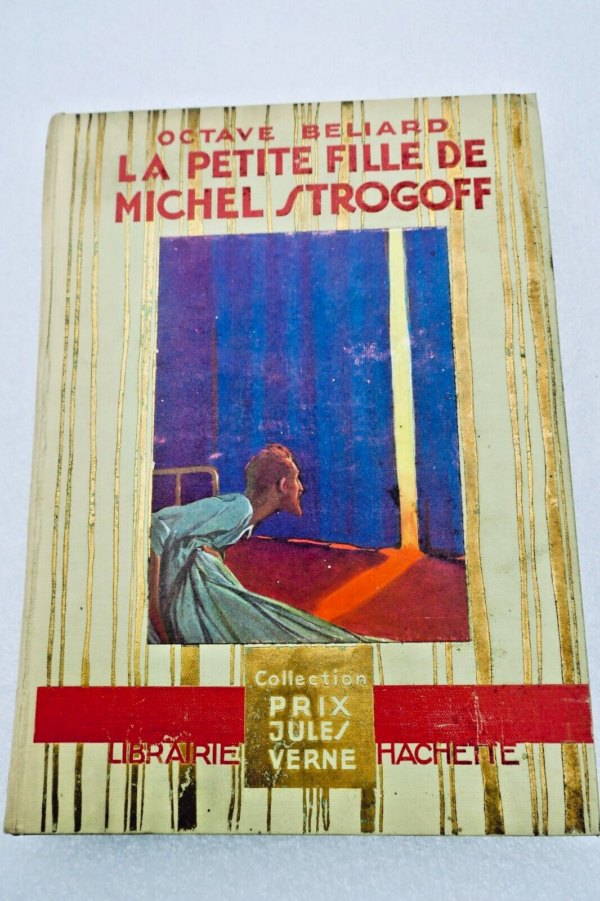 OCTAVE BELIARD
LA PETITE FILLE DE
MICHEL STROGOFF
Collection
PRIX
JULES
VERNE
LIBRAIRIE HACHETTE